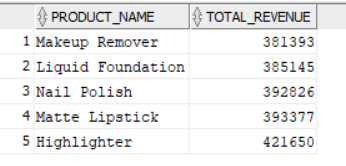 PRODUCT_NAME TOTAL_REVENUE
1 Makeup Remover 381393
2 Liquid Foundation 385145
3 Nail Polish 392826
4 Matte Lipstick 393377
5 Highlighter 421650